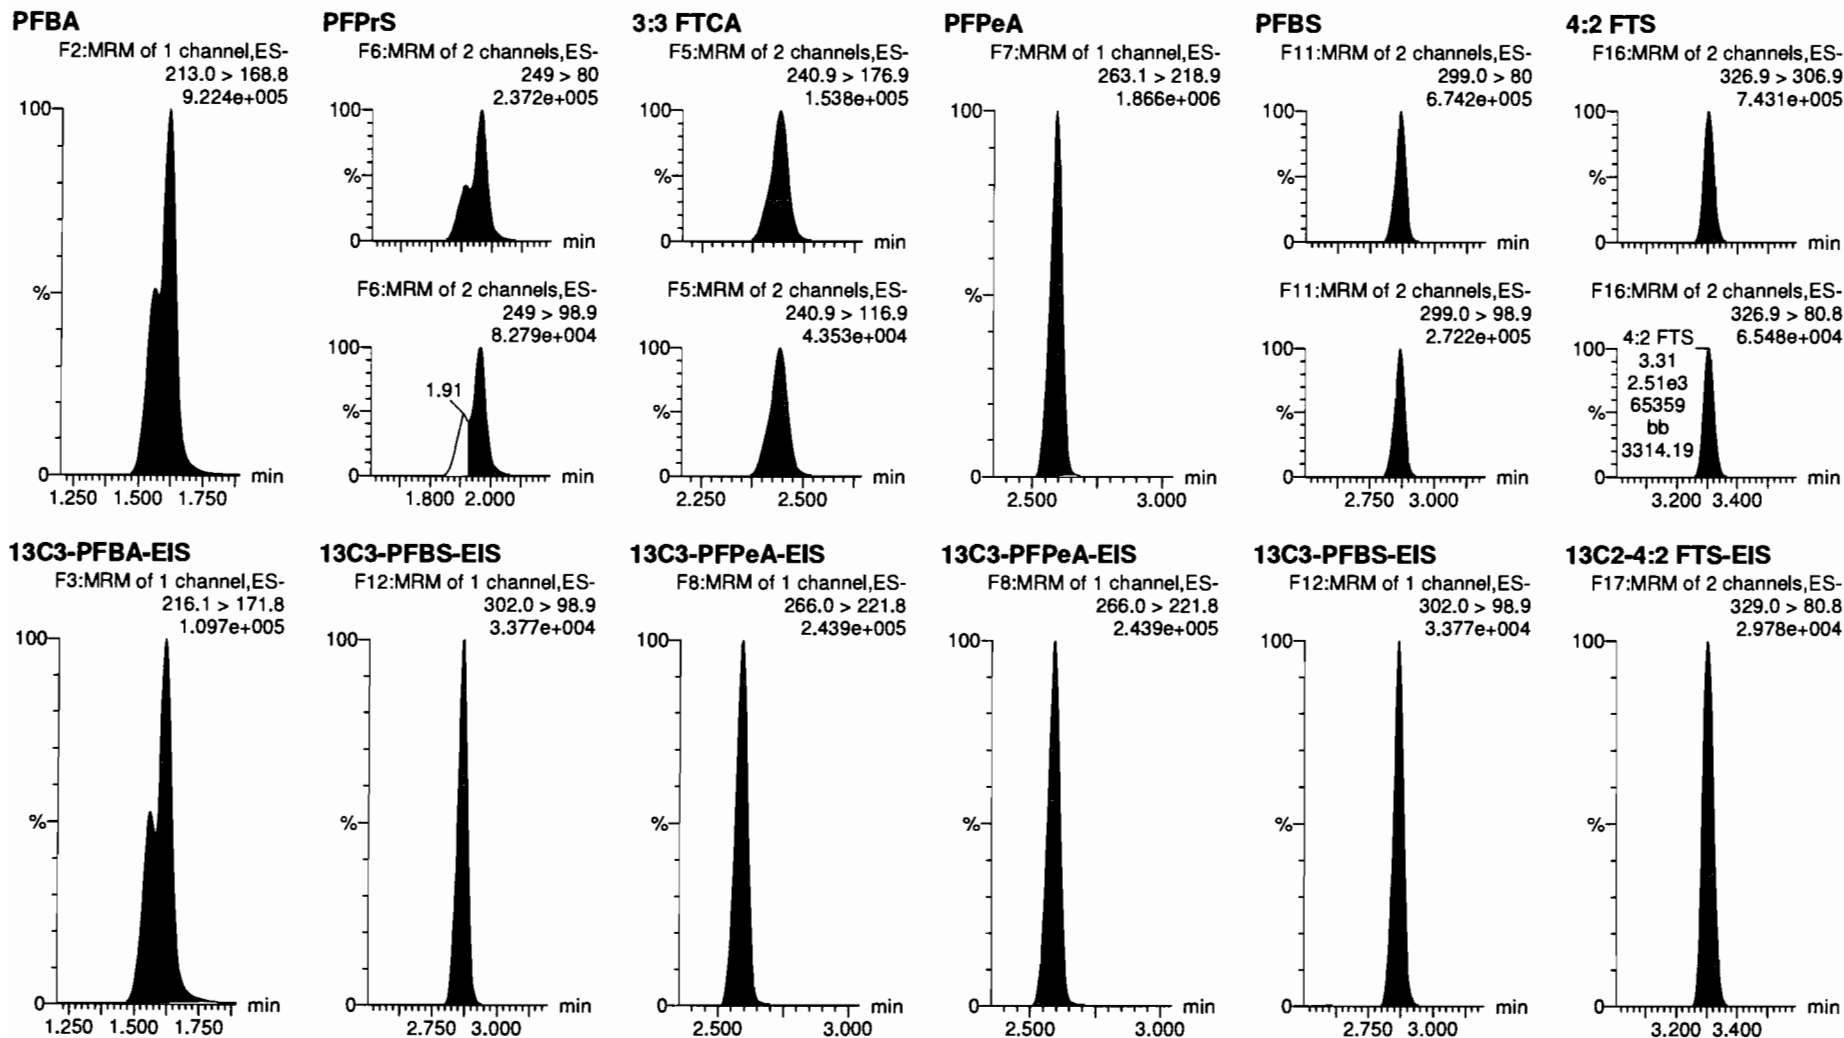 PFBA
F2:MRM of 1 channel,ES-
213.0 > 168.8
9.224e+005
100
%
0
min
1.250 1.500 1.750
PFPrS
F6:MRM of 2 channels,ES-
249 > 80
2.372e+005
100
%
0
min
F6:MRM of 2 channels,ES-
249 > 98.9
8.279e+004
100
1.91
%
0
min
1.800 2.000
3:3 FTCA
F5:MRM of 2 channels,ES-
240.9 > 176.9
1.538e+005
100
%
0
min
F5:MRM of 2 channels,ES-
240.9 > 116.9
4.353e+004
100
%
0
min
2.250 2.500
PFPeA
F7:MRM of 1 channel,ES-
263.1 > 218.9
1.866e+006
100
%
0
min
2.500 3.000
PFBS
F11:MRM of 2 channels,ES-
299.0 > 80
6.742e+005
100
%
0
min
F11:MRM of 2 channels,ES-
299.0 > 98.9
2.722e+005
100
%
0
min
2.750 3.000
4:2 FTS
F16:MRM of 2 channels,ES-
326.9 > 306.9
7.431e+005
100
%
0
min
F16:MRM of 2 channels,ES-
326.9 > 80.8
6.548e+004
4:2 FTS
100
3.31
2.51e3
65359
%
bb
3314.19
0
min
3.200 3.400
13C3-PFBA-EIS
F3:MRM of 1 channel,ES-
216.1 > 171.8
1.097e+005
100
%
0
min
1.250 1.500 1.750
13C3-PFBS-EIS
F12:MRM of 1 channel,ES-
302.0 > 98.9
3.377e+004
100
%
0
min
2.750 3.000
13C3-PFPeA-EIS
F8:MRM of 1 channel,ES-
266.0 > 221.8
2.439e+005
100
%
0
min
2.500 3.000
13C3-PFPeA-EIS
F8:MRM of 1 channel,ES-
266.0 > 221.8
2.439e+005
100
%
0
min
2.500 3.000
13C3-PFBS-EIS
F12:MRM of 1 channel,ES-
302.0 > 98.9
3.377e+004
100
%
0
min
2.750 3.000
13C2-4:2 FTS-EIS
F17:MRM of 2 channels,ES-
329.0 > 80.8
2.978e+004
100
%
0
min
3.200 3.400